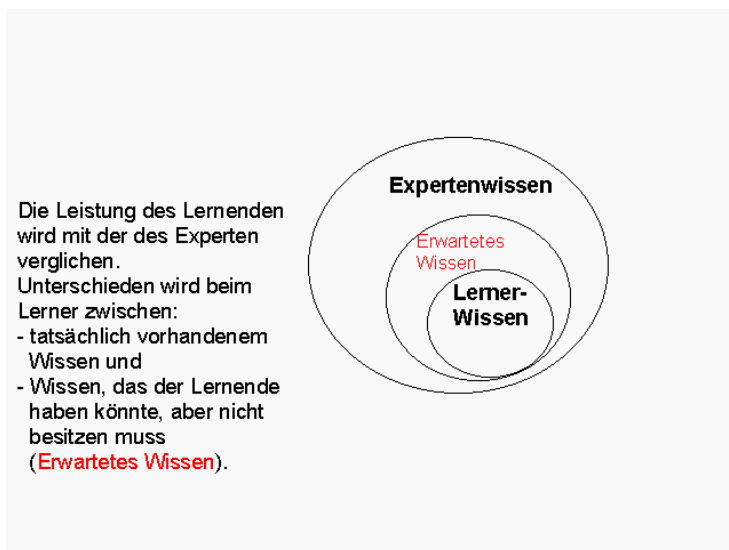 Die Leistung des Lernenden
wird mit der des Experten
verglichen.
Unterschieden wird beim
Lerner zwischen:
- tatsächlich vorhandenem
Wissen und
- Wissen, das der Lernende
haben könnte, aber nicht
besitzen muss
(Erwartetes Wissen).
Expertenwissen
Erwartetes
Wissen
Lerner-
Wissen